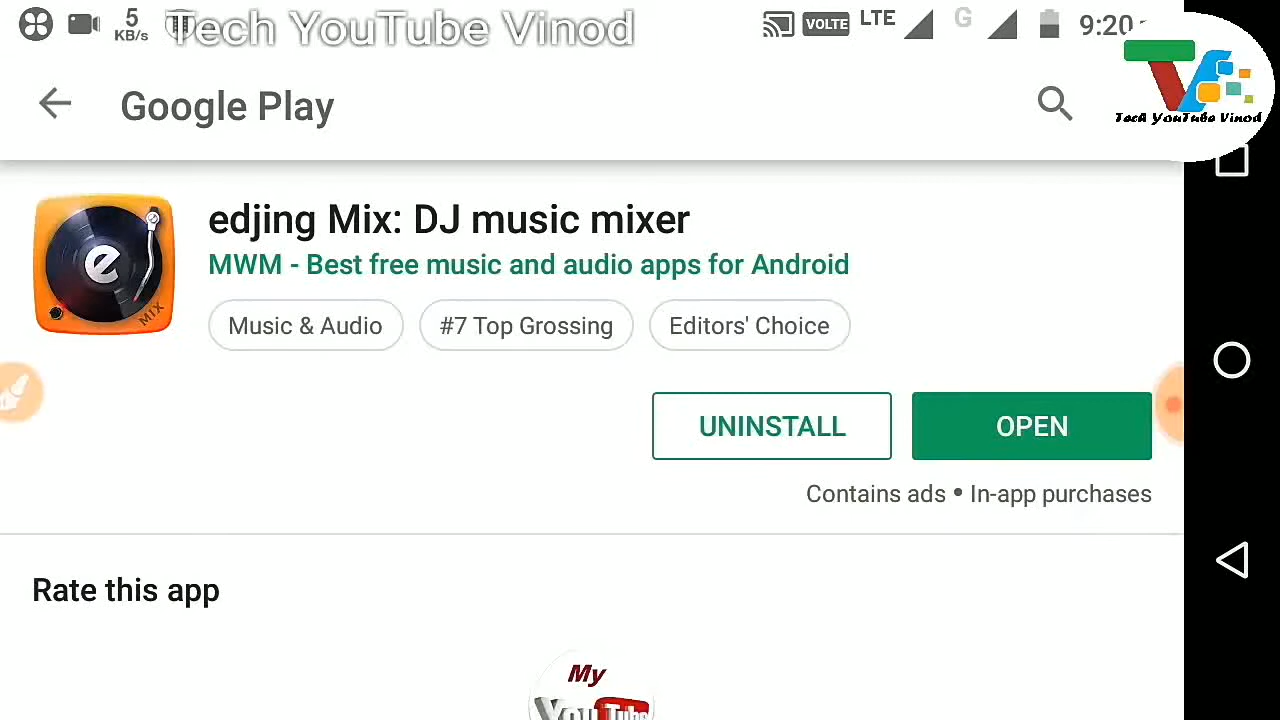 5
KB/s
Tech YouTube Vinod
VOLTE
LTE
G
9:20
Tech YouTube Vinod
Google Play
e
MIX
edjing Mix: DJ music mixer
MWM - Best free music and audio apps for Android
Music & Audio
#7 Top Grossing
Editors' Choice
UNINSTALL
OPEN
Contains ads • In-app purchases
Rate this app
My
YouTube